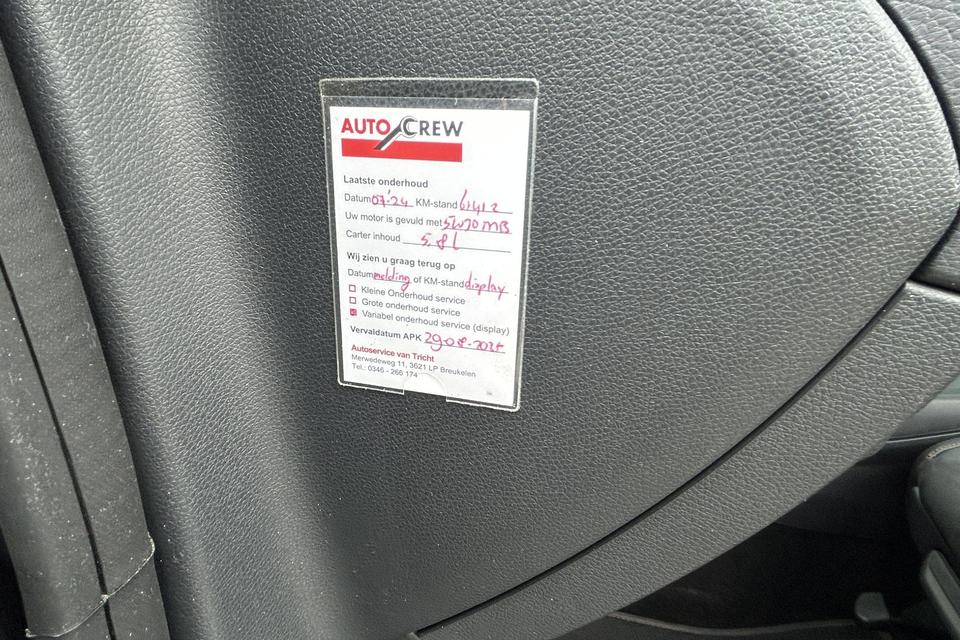 AUTO CREW
Laatste onderhoud
Datum 07-'24 KM-stand 61412
Uw motor is gevuld met 5W30 MB
Carter inhoud 5,8 l
Wij zien u graag terug op
Datum melding of KM-stand display
Kleine Onderhoud service
Grote onderhoud service
Variabel onderhoud service (display)
Vervaldatum APK 29-08-2025
Autoservice van Tricht
Merwedeweg 11, 3621 LP Breukelen
Tel.: 0346 - 266 174